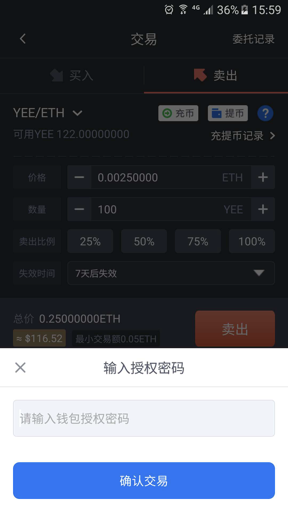 4G 36% 15:59
交易 委托记录
买入 卖出
YEE/ETH 充币 提币 ?
可用YEE 122.00000000 充提币记录
价格 0.00250000 ETH
数量 100 YEE
卖出比例 25% 50% 75% 100%
失效时间 7天后失效
总价 0.25000000ETH
≈ $116.52 最小交易额0.05ETH
卖出
输入授权密码
请输入钱包授权密码
确认交易